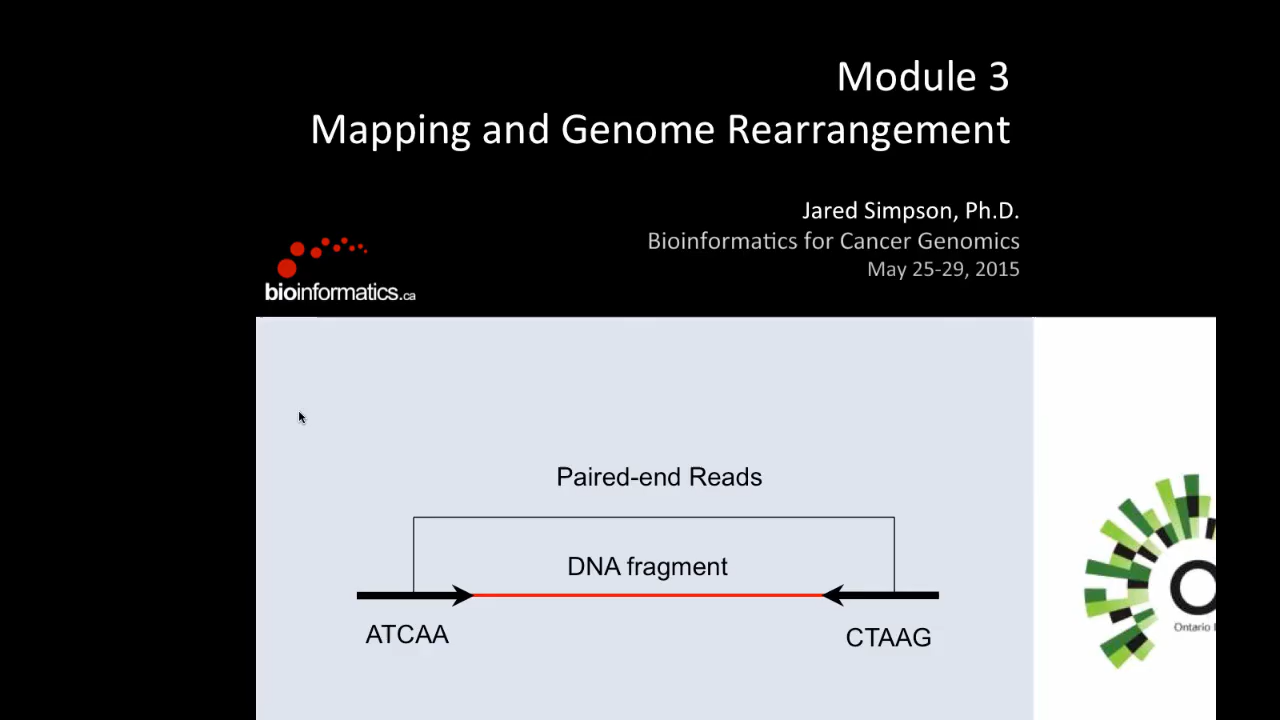 Module 3
Mapping and Genome Rearrangement
Jared Simpson, Ph.D.
Bioinformatics for Cancer Genomics
May 25-29, 2015
bioinformatics.ca
Paired-end Reads
DNA fragment
ATCAA
CTAAG
O
Ontario